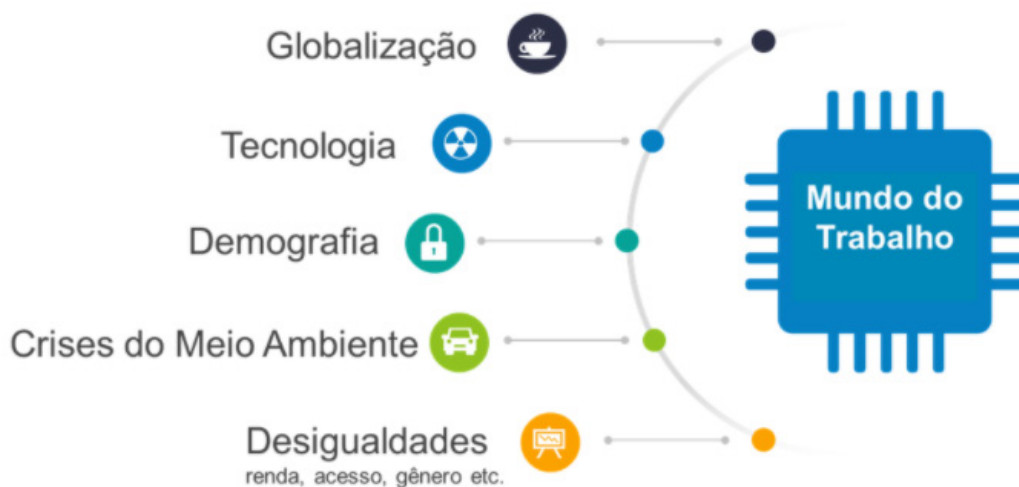 Globalização
Tecnologia
Demografia
Crises do Meio Ambiente
Desigualdades
renda, acesso, gênero etc.
Mundo do
Trabalho